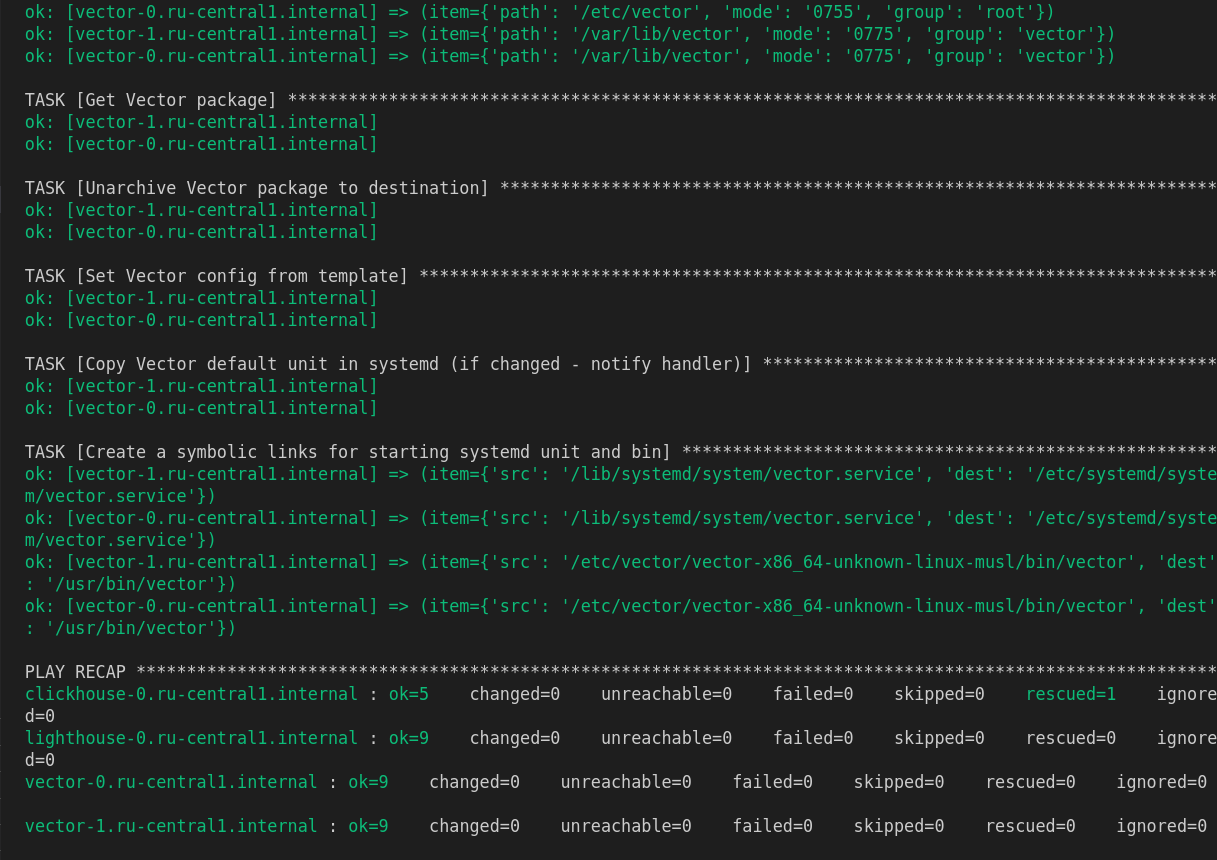 ok: [vector-0.ru-central1.internal] => (item={'path': '/etc/vector', 'mode': '0755', 'group': 'root'})
ok: [vector-1.ru-central1.internal] => (item={'path': '/var/lib/vector', 'mode': '0775', 'group': 'vector'})
ok: [vector-0.ru-central1.internal] => (item={'path': '/var/lib/vector', 'mode': '0775', 'group': 'vector'})
TASK [Get Vector package] ********************************************************************************************
ok: [vector-1.ru-central1.internal]
ok: [vector-0.ru-central1.internal]
TASK [Unarchive Vector package to destination] ***********************************************************************
ok: [vector-1.ru-central1.internal]
ok: [vector-0.ru-central1.internal]
TASK [Set Vector config from template] *******************************************************************************
ok: [vector-1.ru-central1.internal]
ok: [vector-0.ru-central1.internal]
TASK [Copy Vector default unit in systemd (if changed - notify handler)] *********************************************
ok: [vector-1.ru-central1.internal]
ok: [vector-0.ru-central1.internal]
TASK [Create a symbolic links for starting systemd unit and bin] *****************************************************
ok: [vector-1.ru-central1.internal] => (item={'src': '/lib/systemd/system/vector.service', 'dest': '/etc/systemd/syste
m/vector.service'})
ok: [vector-0.ru-central1.internal] => (item={'src': '/lib/systemd/system/vector.service', 'dest': '/etc/systemd/syste
m/vector.service'})
ok: [vector-1.ru-central1.internal] => (item={'src': '/etc/vector/vector-x86_64-unknown-linux-musl/bin/vector', 'dest'
: '/usr/bin/vector'})
ok: [vector-0.ru-central1.internal] => (item={'src': '/etc/vector/vector-x86_64-unknown-linux-musl/bin/vector', 'dest'
: '/usr/bin/vector'})
PLAY RECAP ***********************************************************************************************************
clickhouse-0.ru-central1.internal : ok=5    changed=0    unreachable=0    failed=0    skipped=0    rescued=1    ignore
d=0
lighthouse-0.ru-central1.internal : ok=9    changed=0    unreachable=0    failed=0    skipped=0    rescued=0    ignore
d=0
vector-0.ru-central1.internal : ok=9    changed=0    unreachable=0    failed=0    skipped=0    rescued=0    ignored=0
vector-1.ru-central1.internal : ok=9    changed=0    unreachable=0    failed=0    skipped=0    rescued=0    ignored=0